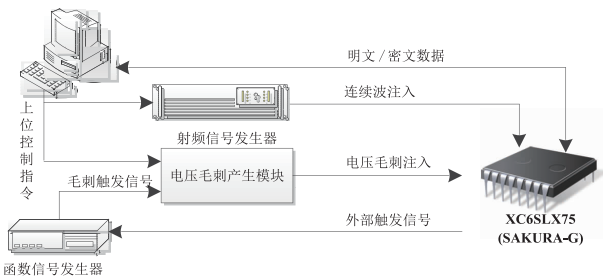 明文/密文数据
连续波注入
上位控制指令
射频信号发生器
毛刺触发信号
电压毛刺产生模块
电压毛刺注入
XC6SLX75
(SAKURA-G)
外部触发信号
函数信号发生器